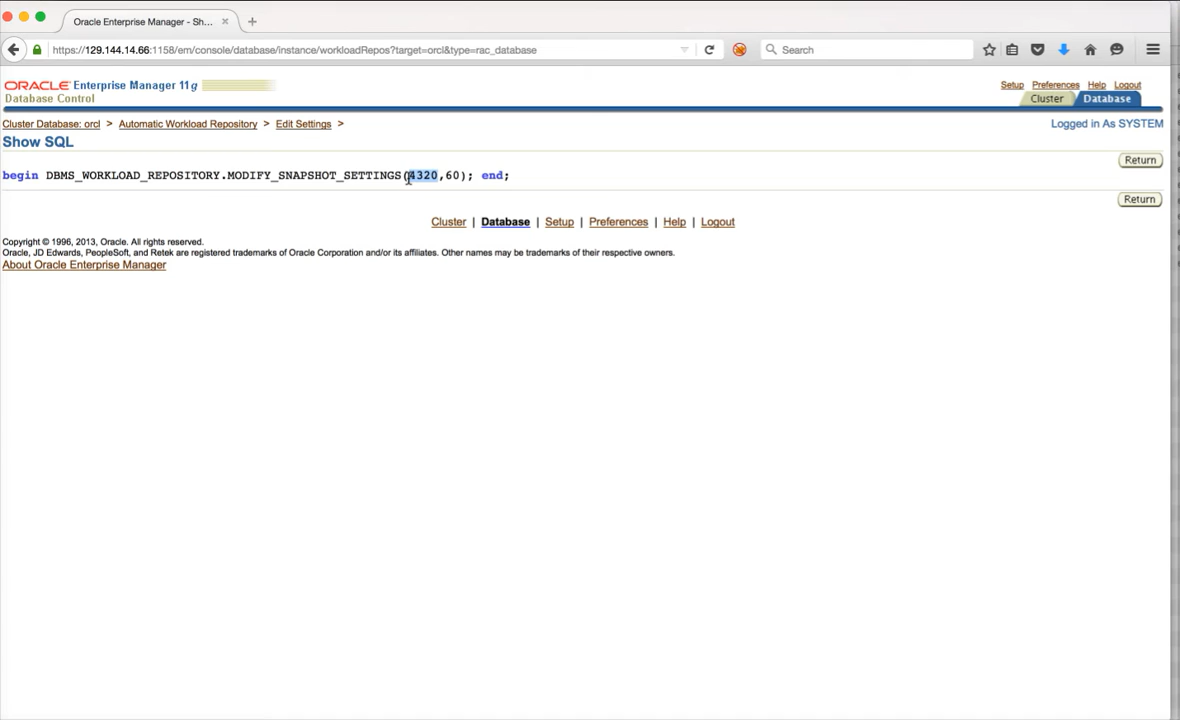 Oracle Enterprise Manager - Sh...
https://129.144.14.66:1158/em/console/database/instance/workloadRepos?target=orcl&type=rac_database
Search
ORACLE Enterprise Manager 11g
Database Control
Setup Preferences Help Logout
Cluster Database
Cluster Database: orcl > Automatic Workload Repository > Edit Settings >
Logged in As SYSTEM
Show SQL
Return
begin DBMS_WORKLOAD_REPOSITORY.MODIFY_SNAPSHOT_SETTINGS(4320,60); end;
Return
Cluster | Database | Setup | Preferences | Help | Logout
Copyright © 1996, 2013, Oracle. All rights reserved.
Oracle, JD Edwards, PeopleSoft, and Retek are registered trademarks of Oracle Corporation and/or its affiliates. Other names may be trademarks of their respective owners.
About Oracle Enterprise Manager